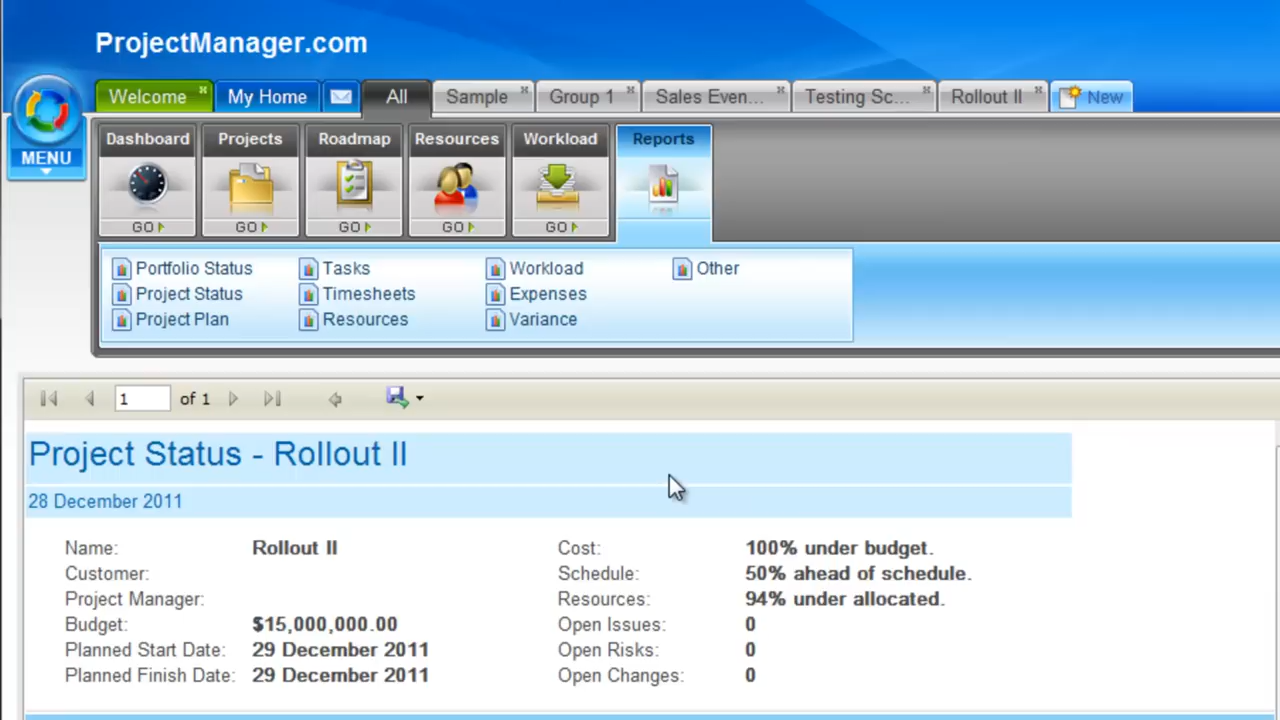 ProjectManager.com
Welcome My Home All Sample Group 1 Sales Even... Testing Sc... Rollout II New
MENU
Dashboard Projects Roadmap Resources Workload Reports
GO GO GO GO GO
Portfolio Status Tasks Workload Other
Project Status Timesheets Expenses
Project Plan Resources Variance
1 of 1
Project Status - Rollout II
28 December 2011
Name: Rollout II Cost: 100% under budget.
Customer: Schedule: 50% ahead of schedule.
Project Manager: Resources: 94% under allocated.
Budget: $15,000,000.00 Open Issues: 0
Planned Start Date: 29 December 2011 Open Risks: 0
Planned Finish Date: 29 December 2011 Open Changes: 0